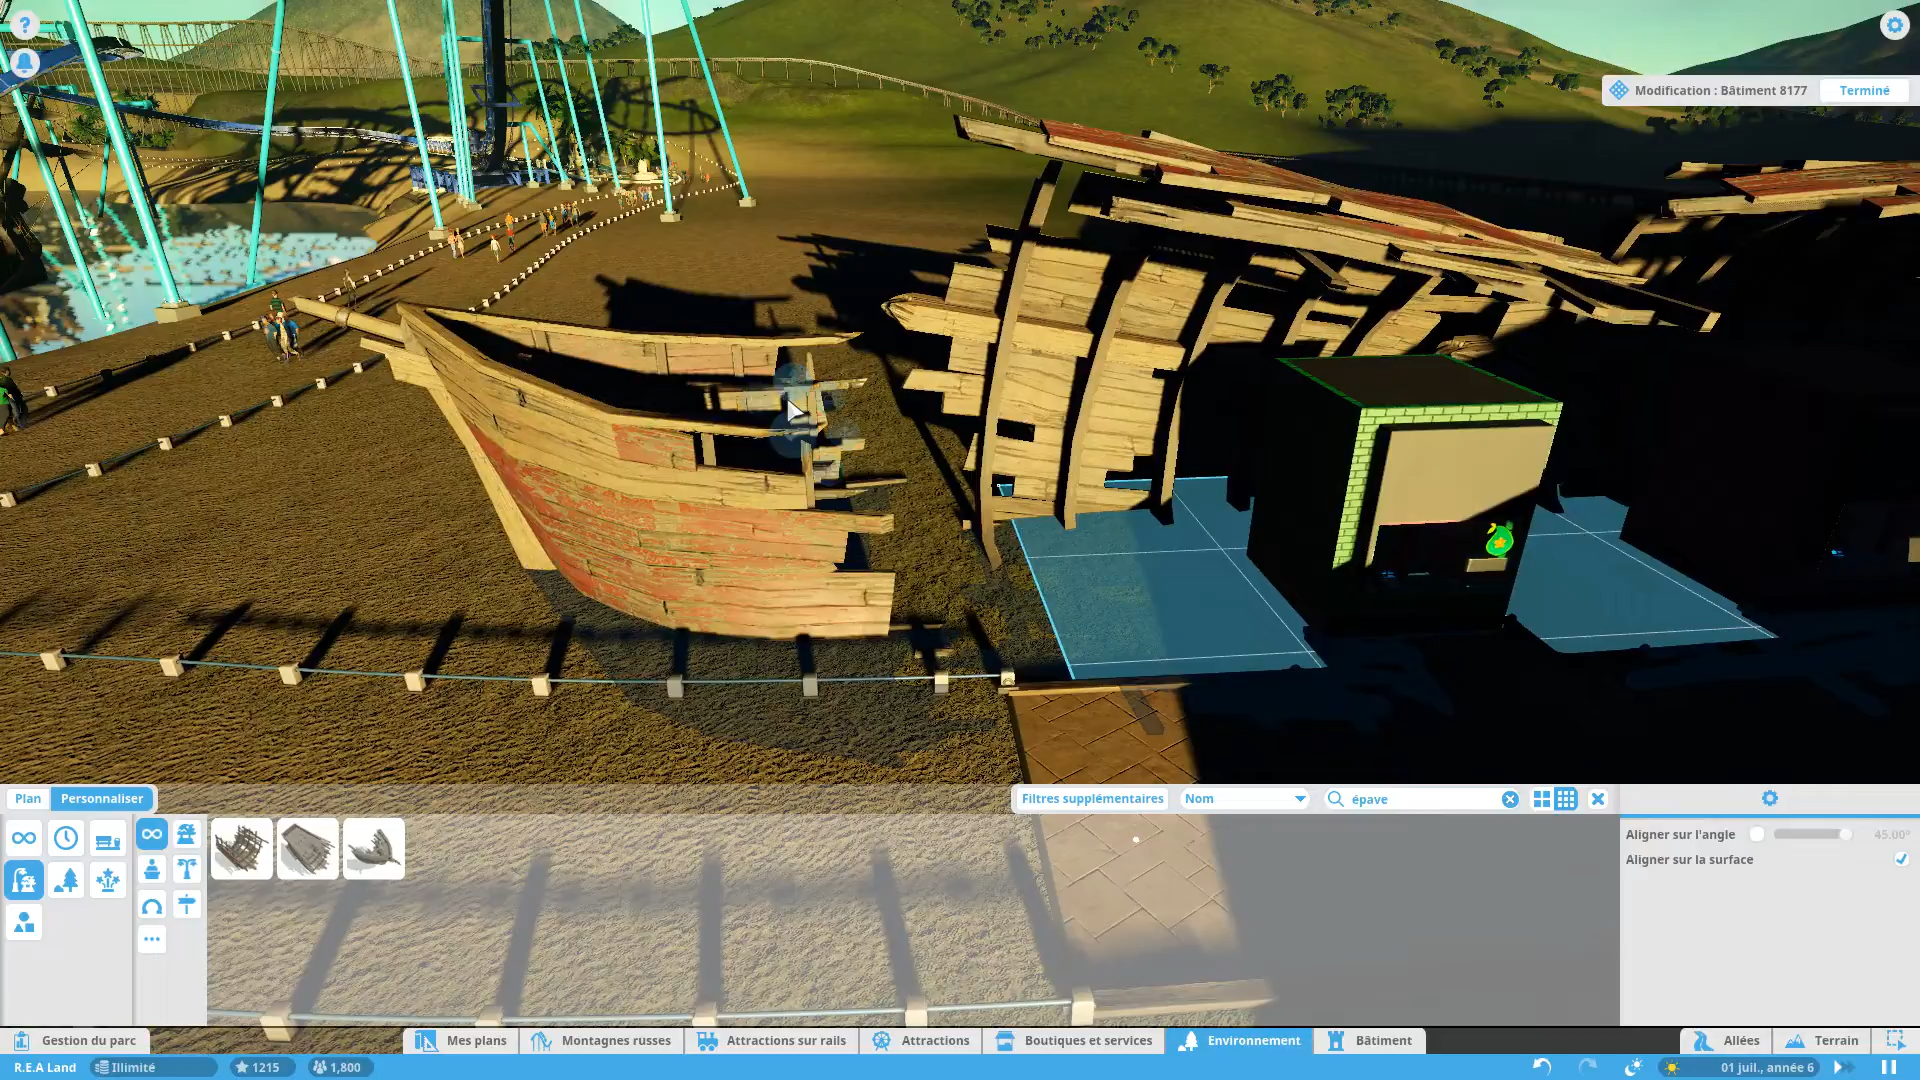 ?
Modification : Bâtiment 8177
Terminé
Plan
Personnaliser
Filtres supplémentaires
Nom
épave
Aligner sur l'angle
45.00°
Aligner sur la surface
Gestion du parc
Mes plans
Montagnes russes
Attractions sur rails
Attractions
Boutiques et services
Environnement
Bâtiment
Allées
Terrain
R.E.A Land
Illimité
1215
1,800
01 juil., année 6